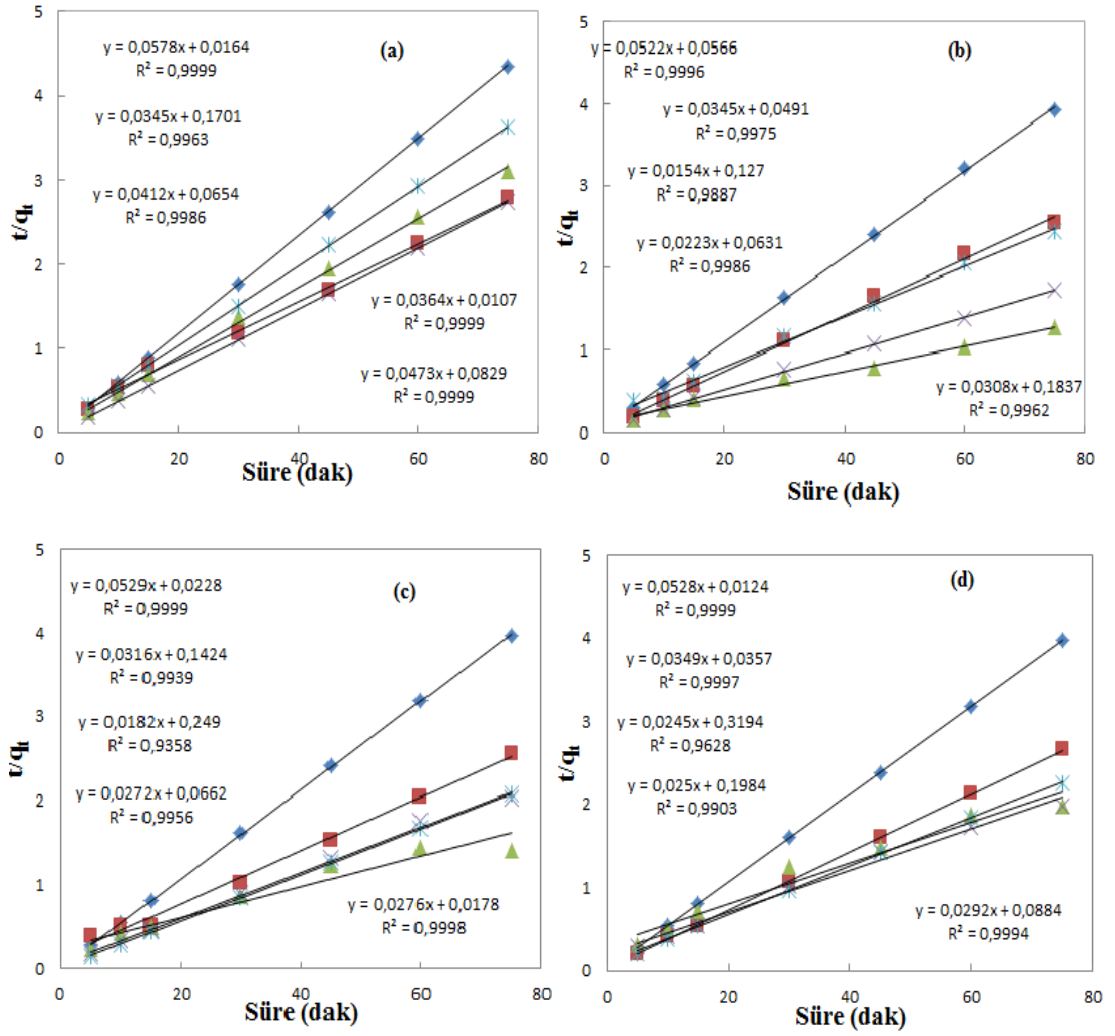 (a)
y = 0,0578x + 0,0164
R² = 0,9999
y = 0,0345x + 0,1701
R² = 0,9963
y = 0,0412x + 0,0654
R² = 0,9986
y = 0,0364x + 0,0107
R² = 0,9999
y = 0,0473x + 0,0829
R² = 0,9999
t/qt
5
4
3
2
1
0
0 20 40 60 80
Süre (dak)
(b)
y = 0,0522x + 0,0566
R² = 0,9996
y = 0,0345x + 0,0491
R² = 0,9975
y = 0,0154x + 0,127
R² = 0,9887
y = 0,0223x + 0,0631
R² = 0,9986
y = 0,0308x + 0,1837
R² = 0,9962
t/qt
5
4
3
2
1
0
0 20 40 60 80
Süre (dak)
(c)
y = 0,0529x + 0,0228
R² = 0,9999
y = 0,0316x + 0,1424
R² = 0,9939
y = 0,0182x + 0,249
R² = 0,9358
y = 0,0272x + 0,0662
R² = 0,9956
y = 0,0276x + 0,0178
R² = 0,9998
t/qt
5
4
3
2
1
0
0 20 40 60 80
Süre (dak)
(d)
y = 0,0528x + 0,0124
R² = 0,9999
y = 0,0349x + 0,0357
R² = 0,9997
y = 0,0245x + 0,3194
R² = 0,9628
y = 0,025x + 0,1984
R² = 0,9903
y = 0,0292x + 0,0884
R² = 0,9994
t/qt
5
4
3
2
1
0
0 20 40 60 80
Süre (dak)